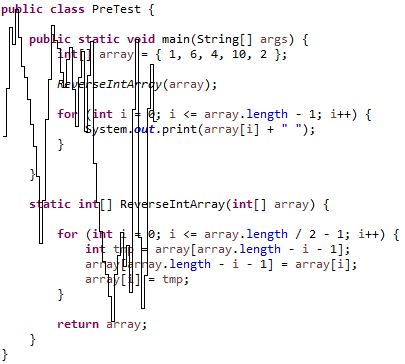 public class PreTest {
public static void main(String[] args) {
int[] array = { 1, 6, 4, 10, 2 };
ReverseIntArray(array);
for (int i = 0; i <= array.length - 1; i++) {
System.out.print(array[i] + " ");
}
}
static int[] ReverseIntArray(int[] array) {
for (int i = 0; i <= array.length / 2 - 1; i++) {
int tmp = array[array.length - i - 1];
array[array.length - i - 1] = array[i];
array[i] = tmp;
}
return array;
}
}